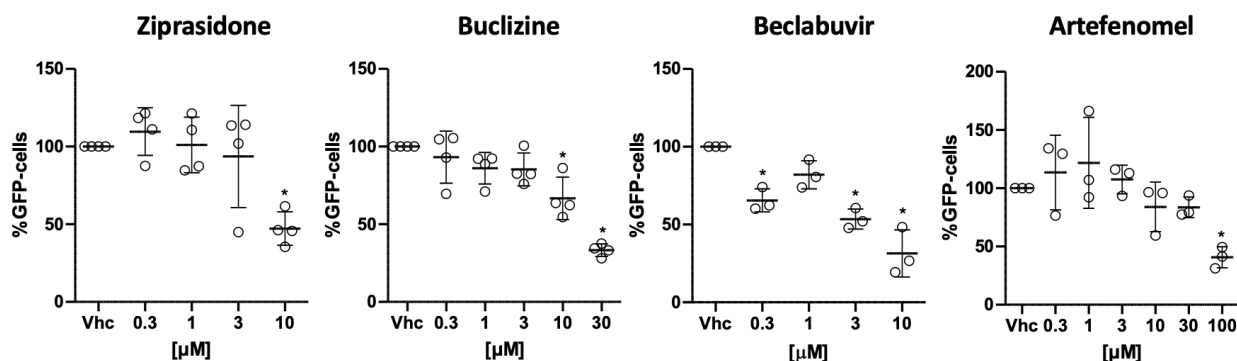 Ziprasidone
%GFP-cells
150
100
50
0
*
Vhc 0.3 1 3 10
[µM]
Buclizine
%GFP-cells
150
100
50
0
* *
Vhc 0.3 1 3 10 30
[µM]
Beclabuvir
%GFP-cells
150
100
50
0
* * *
Vhc 0.3 1 3 10
[µM]
Artefenomel
%GFP-cells
200
150
100
50
0
*
Vhc 0.3 1 3 10 30 100
[µM]